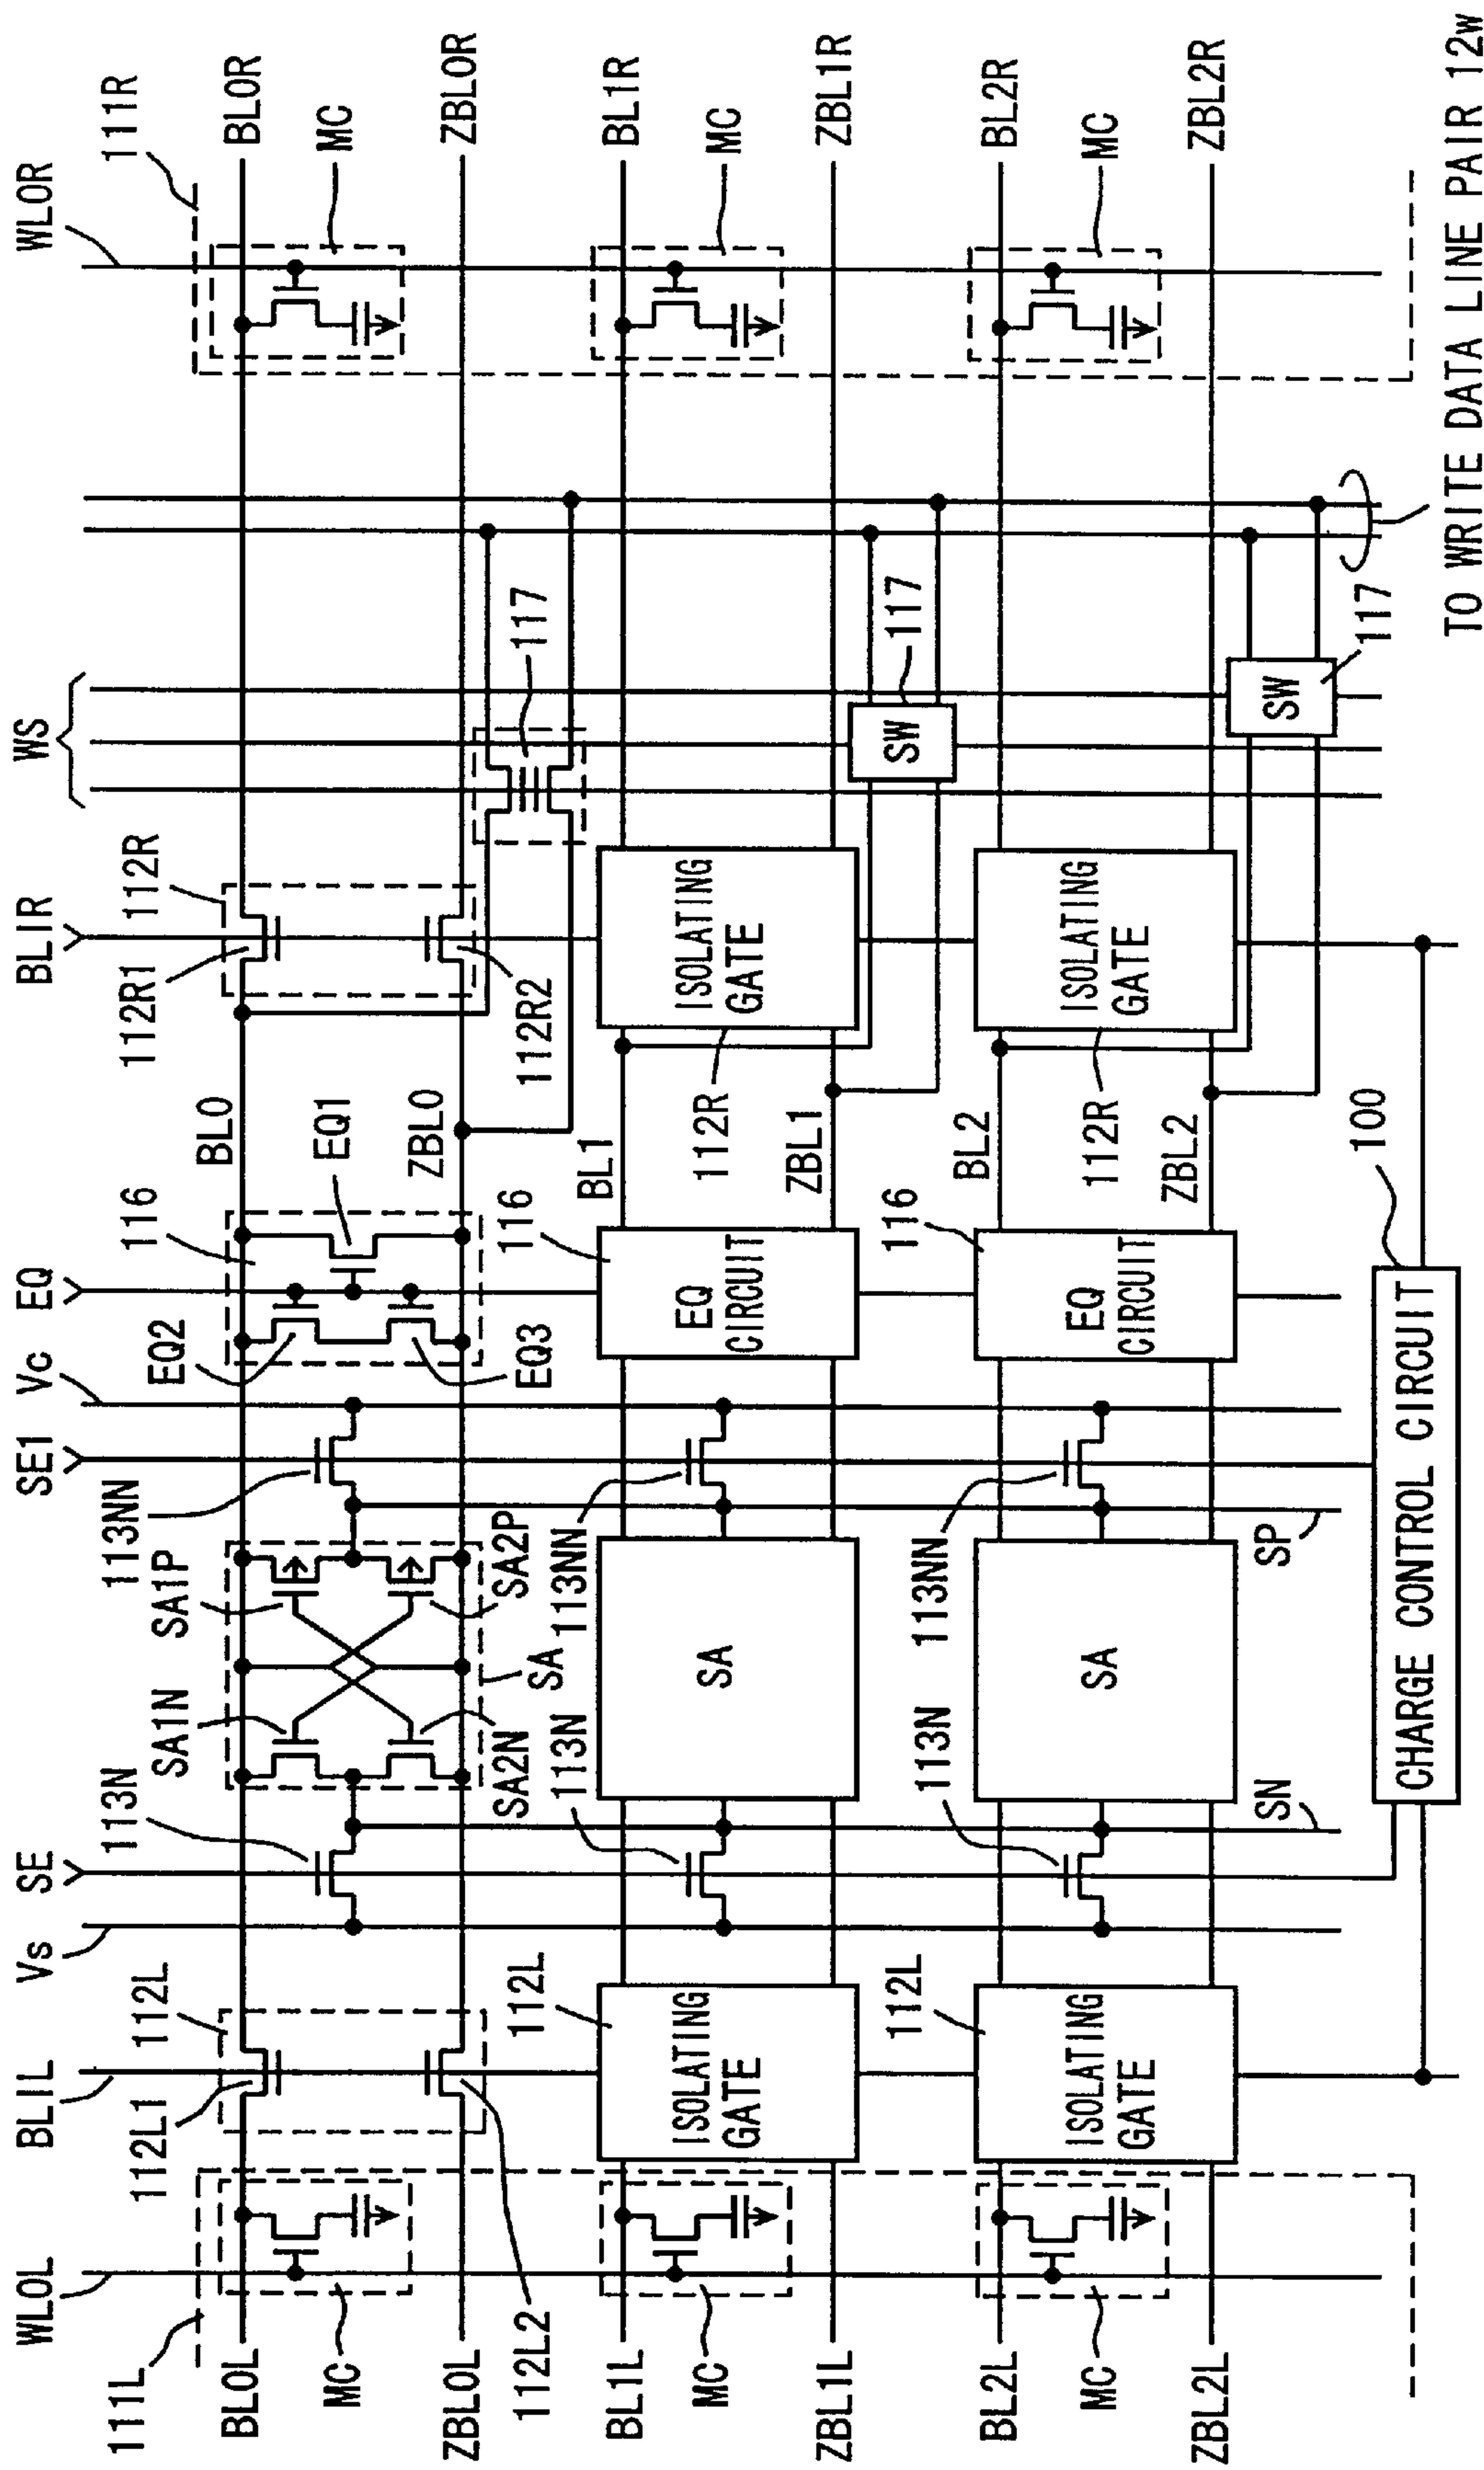 WLOL
BLIL
Vs
SE
SE1
Vc
EQ
BLIR
WS
WLOR
111L
112L
112L1
113N
SA1N
SA1P
113NN
EQ2
116
BL0
112R1
112R
111R
BL0L
BL0R
MC
EQ1
MC
ZBL0L
112L2
SA2N
SA
SA2P
EQ3
ZBL0
112R2
117
ZBL0R
BL1L
112L
113N
113NN
116
BL1
BL1R
MC
ISOLATING
GATE
SA
EQ
CIRCUIT
112R
ISOLATING
GATE
MC
ZBL1L
ZBL1
SW
117
ZBL1R
BL2L
112L
113N
113NN
116
BL2
BL2R
MC
ISOLATING
GATE
SA
EQ
CIRCUIT
112R
ISOLATING
GATE
MC
ZBL2L
ZBL2
SW
117
ZBL2R
SN
SP
100
CHARGE CONTROL CIRCUIT
TO WRITE DATA LINE PAIR 12w